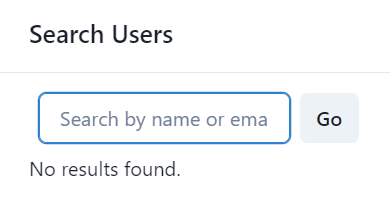 Search Users
Search by name or ema
Go
No results found.